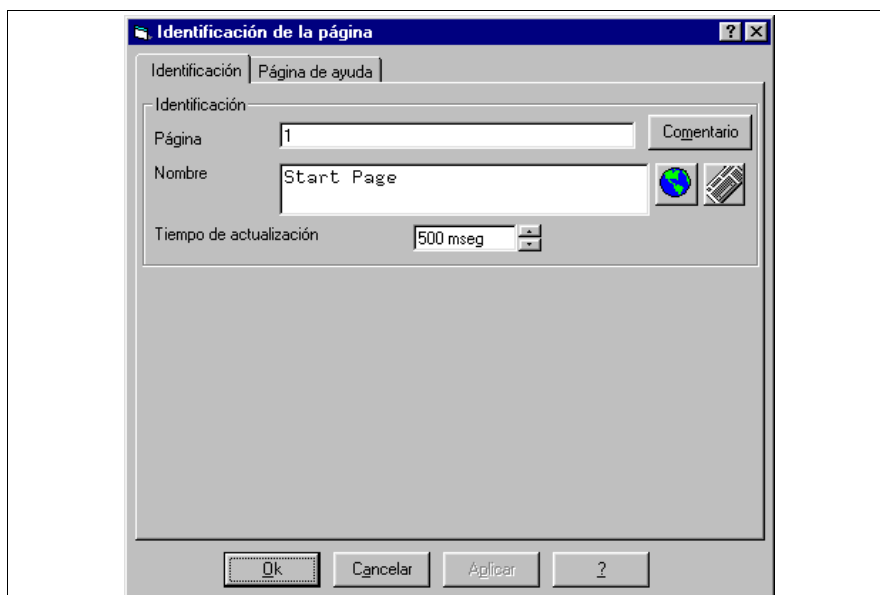 Identificación de la página
Identificación Página de ayuda
Identificación
Página 1 Comentario
Nombre Start Page
Tiempo de actualización 500 mseg
Ok Cancelar Aplicar ?